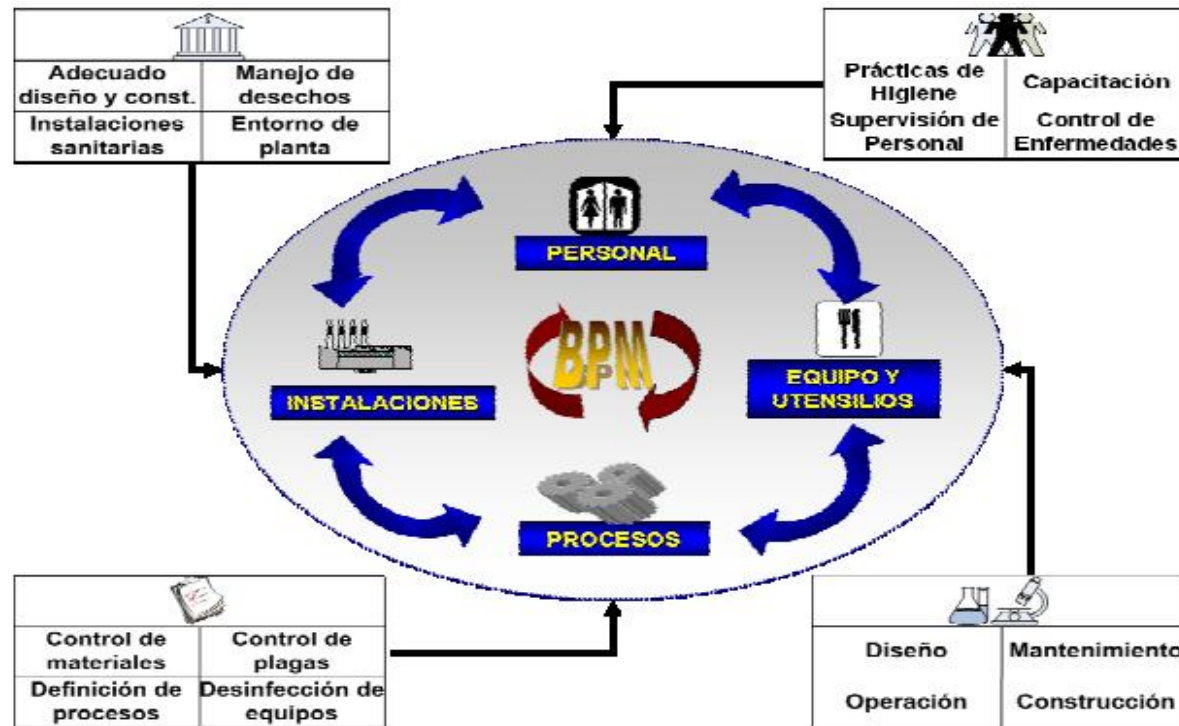 Adecuado
diseño y const.
Manejo de
desechos
Instalaciones
sanitarias
Entorno de
planta
Prácticas de
Higiene
Capacitación
Supervisión de
Personal
Control de
Enfermedades
PERSONAL
INSTALACIONES
BPM
EQUIPO Y
UTENSILIOS
PROCESOS
Control de
materiales
Control de
plagas
Definición de
procesos
Desinfección de
equipos
Diseño
Mantenimiento
Operación
Construcción